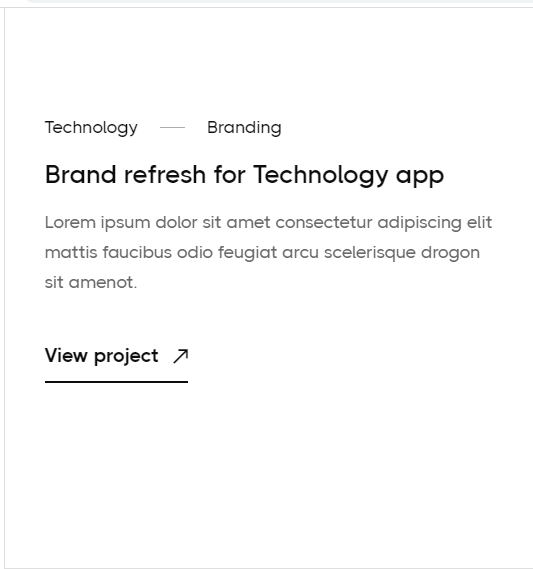 Technology — Branding
Brand refresh for Technology app
Lorem ipsum dolor sit amet consectetur adipiscing elit
mattis faucibus odio feugiat arcu scelerisque drogon
sit amenot.
View project